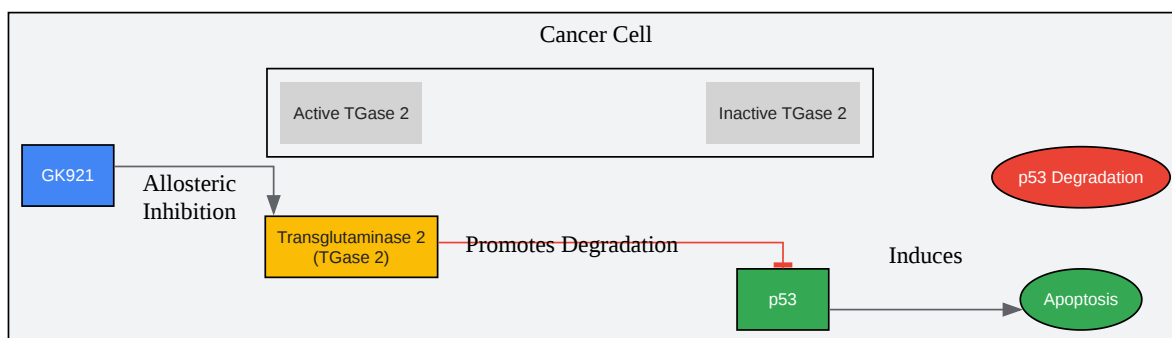 Cancer Cell
Active TGase 2
Inactive TGase 2
GK921
Allosteric
Inhibition
p53 Degradation
Transglutaminase 2
(TGase 2)
Promotes Degradation
Induces
p53
Apoptosis